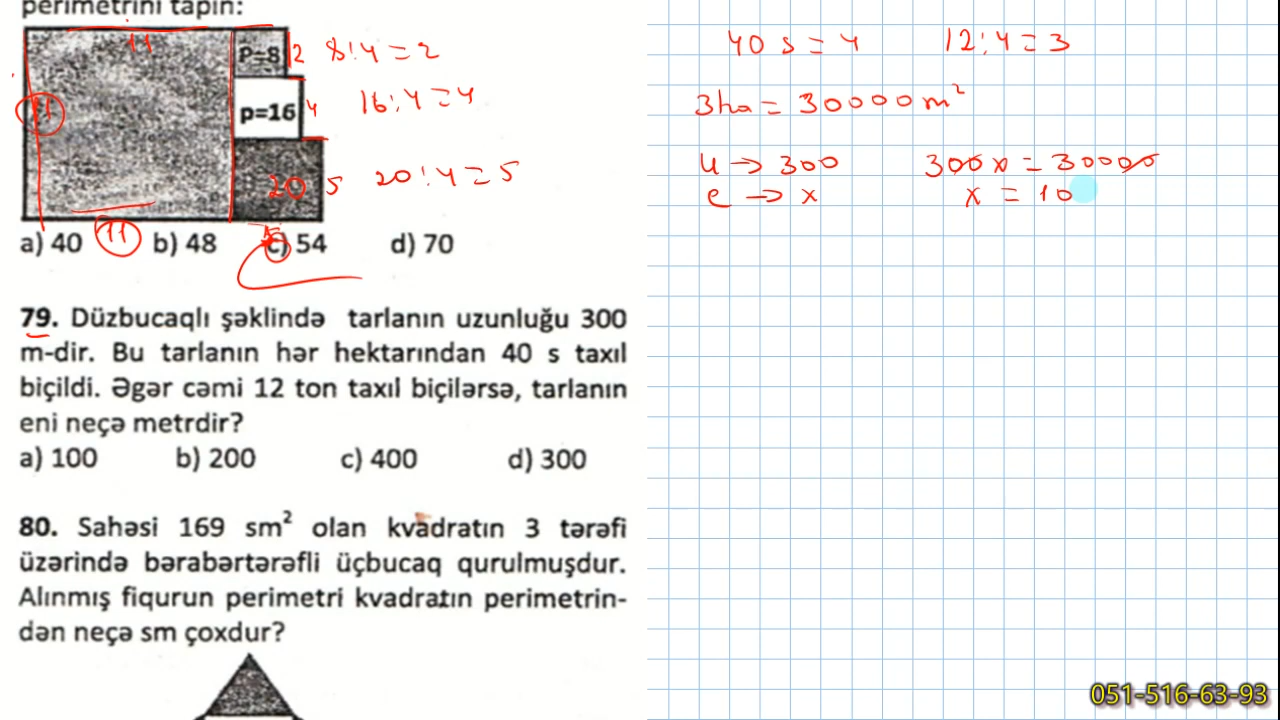 perimetrini tapın:
11
P=8 2 8:4=2
11
p=16 4 16:4=4
20 5 20:4=5
11
a) 40 b) 48 c) 54 d) 70
79. Düzbucaqlı şəklində tarlanın uzunluğu 300
m-dir. Bu tarlanın hər hektarından 40 s taxıl
biçildi. Əgər cəmi 12 ton taxıl biçilərsə, tarlanın
eni neçə metrdir?
a) 100 b) 200 c) 400 d) 300
80. Sahəsi 169 sm² olan kvadratın 3 tərəfi
üzərində bərabərtərəfli üçbucaq qurulmuşdur.
Alınmış fiqurun perimetri kvadratın perimetrin-
dən neçə sm çoxdur?
40 s = 4 12:4=3
3ha = 30000 m²
u → 300 300x = 30000
e → x x = 10
051-516-63-93